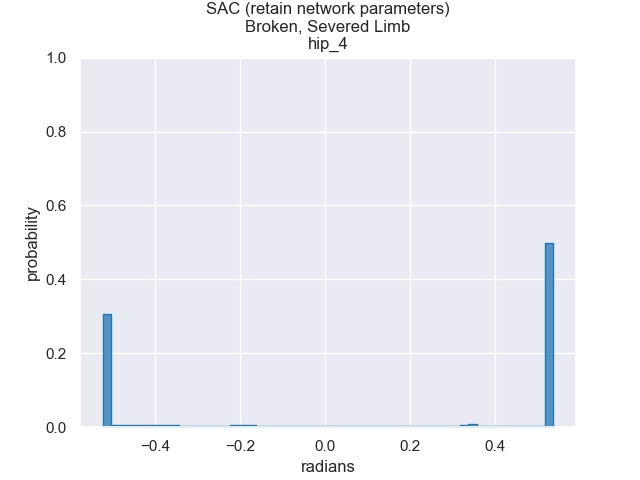 SAC (retain network parameters)
Broken, Severed Limb
hip_4
1.0
0.8
0.6
0.4
0.2
0.0
probability
−0.4 −0.2 0.0 0.2 0.4
radians